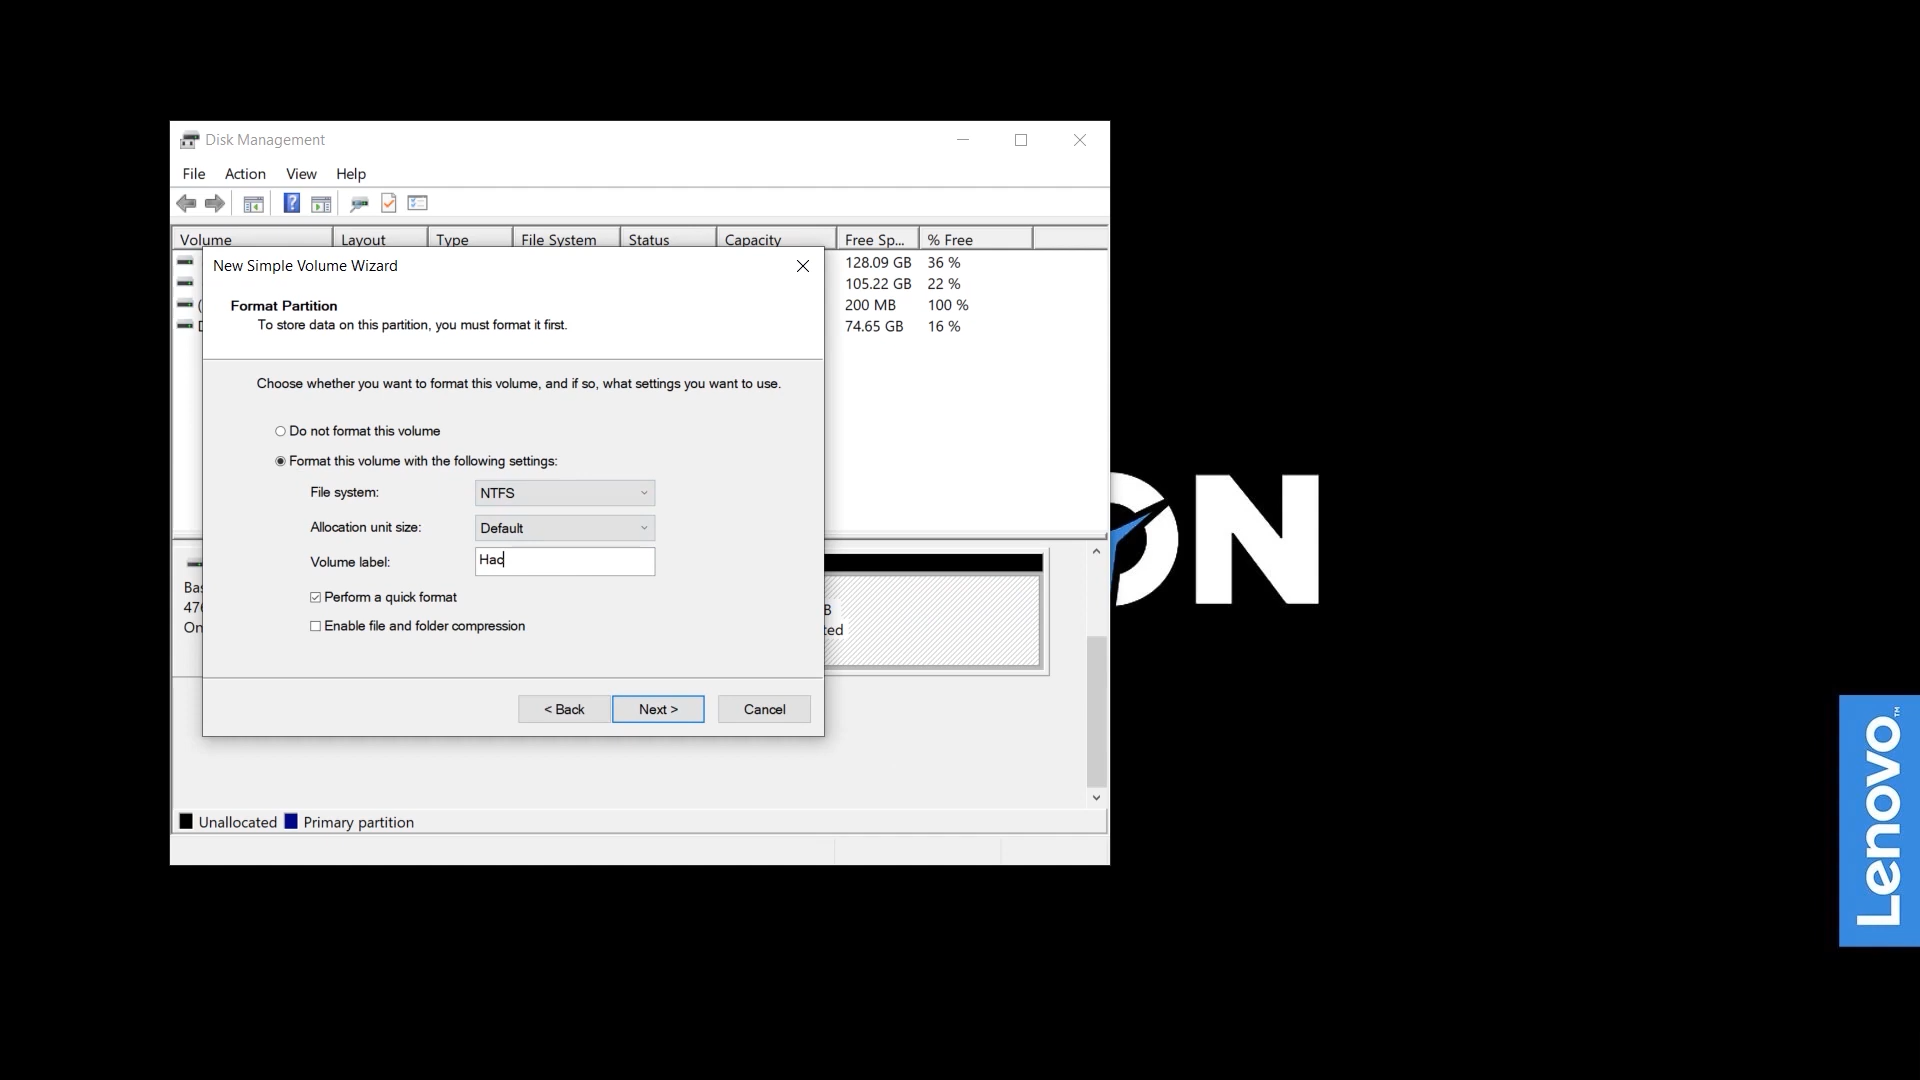 Disk Management
File Action View Help
Volume Layout Type File System Status Capacity Free Sp... % Free
128.09 GB 36 %
105.22 GB 22 %
200 MB 100 %
74.65 GB 16 %
New Simple Volume Wizard
Format Partition
To store data on this partition, you must format it first.
Choose whether you want to format this volume, and if so, what settings you want to use.
Do not format this volume
Format this volume with the following settings:
File system: NTFS
Allocation unit size: Default
Volume label: Hac
Perform a quick format
Enable file and folder compression
< Back Next > Cancel
Unallocated Primary partition
ON
Lenovo™